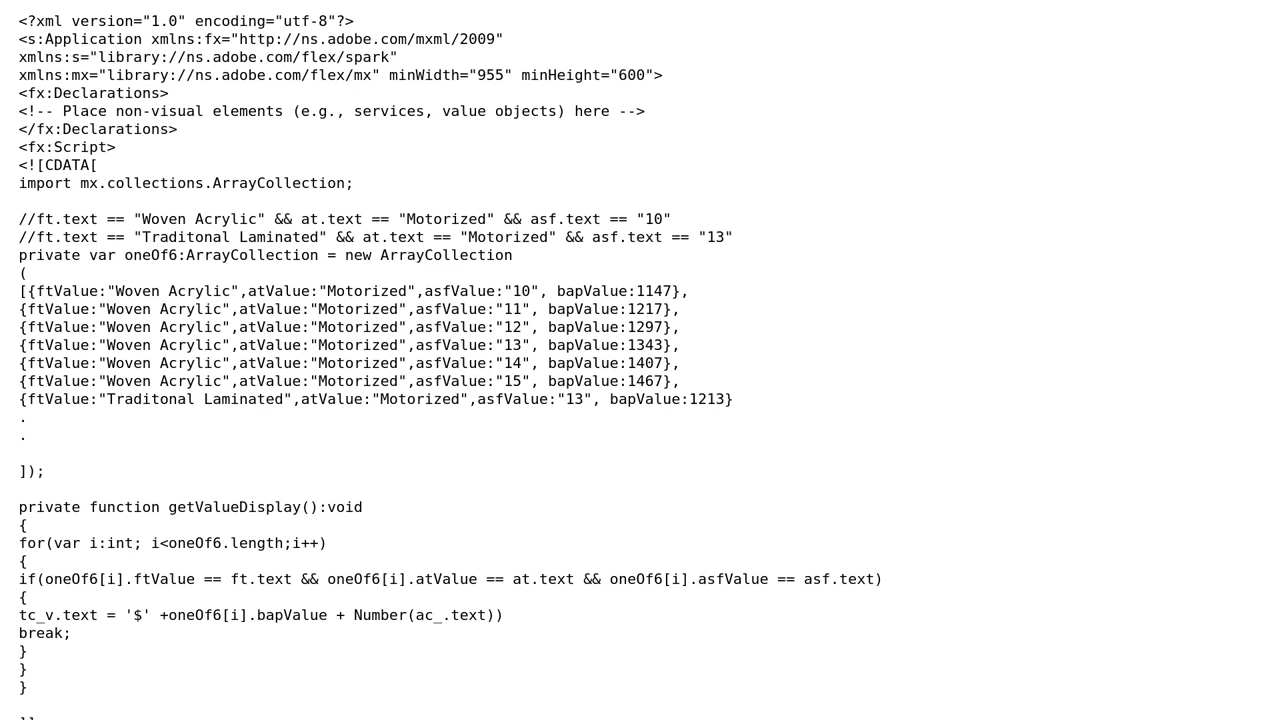 <?xml version="1.0" encoding="utf-8"?>
<s:Application xmlns:fx="http://ns.adobe.com/mxml/2009"
xmlns:s="library://ns.adobe.com/flex/spark"
xmlns:mx="library://ns.adobe.com/flex/mx" minWidth="955" minHeight="600">
<fx:Declarations>
<!-- Place non-visual elements (e.g., services, value objects) here -->
</fx:Declarations>
<fx:Script>
<![CDATA[
import mx.collections.ArrayCollection;

//ft.text == "Woven Acrylic" && at.text == "Motorized" && asf.text == "10"
//ft.text == "Traditonal Laminated" && at.text == "Motorized" && asf.text == "13"
private var oneOf6:ArrayCollection = new ArrayCollection
(
[{ftValue:"Woven Acrylic",atValue:"Motorized",asfValue:"10", bapValue:1147},
{ftValue:"Woven Acrylic",atValue:"Motorized",asfValue:"11", bapValue:1217},
{ftValue:"Woven Acrylic",atValue:"Motorized",asfValue:"12", bapValue:1297},
{ftValue:"Woven Acrylic",atValue:"Motorized",asfValue:"13", bapValue:1343},
{ftValue:"Woven Acrylic",atValue:"Motorized",asfValue:"14", bapValue:1407},
{ftValue:"Woven Acrylic",atValue:"Motorized",asfValue:"15", bapValue:1467},
{ftValue:"Traditonal Laminated",atValue:"Motorized",asfValue:"13", bapValue:1213}
.
.

]);

private function getValueDisplay():void
{
for(var i:int; i<oneOf6.length;i++)
{
if(oneOf6[i].ftValue == ft.text && oneOf6[i].atValue == at.text && oneOf6[i].asfValue == asf.text)
{
tc_v.text = '$' +oneOf6[i].bapValue + Number(ac_.text))
break;
}
}
}